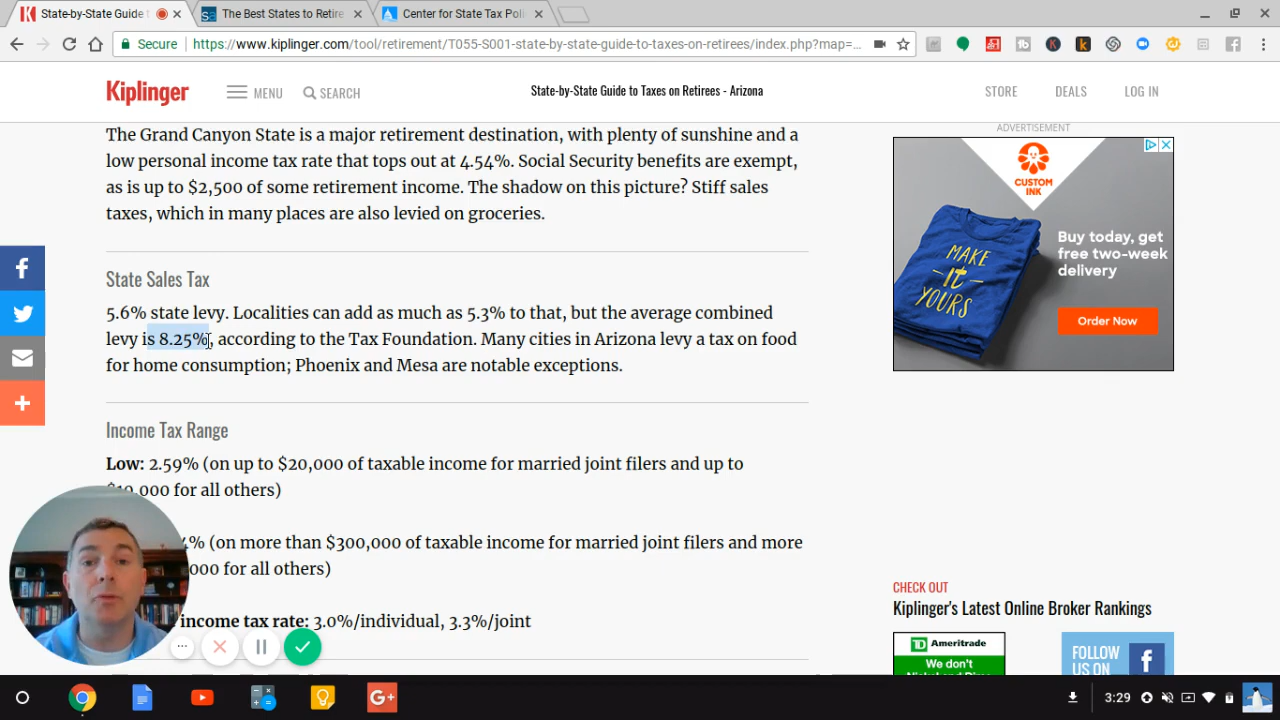 State-by-State Guide t
The Best States to Retire
Center for State Tax Poli
Secure
https://www.kiplinger.com/tool/retirement/T055-S001-state-by-state-guide-to-taxes-on-retirees/index.php?map=...
Kiplinger
MENU
SEARCH
State-by-State Guide to Taxes on Retirees - Arizona
STORE
DEALS
LOG IN
The Grand Canyon State is a major retirement destination, with plenty of sunshine and a
low personal income tax rate that tops out at 4.54%. Social Security benefits are exempt,
as is up to $2,500 of some retirement income. The shadow on this picture? Stiff sales
taxes, which in many places are also levied on groceries.
State Sales Tax
5.6% state levy. Localities can add as much as 5.3% to that, but the average combined
levy is 8.25%, according to the Tax Foundation. Many cities in Arizona levy a tax on food
for home consumption; Phoenix and Mesa are notable exceptions.
Income Tax Range
Low: 2.59% (on up to $20,000 of taxable income for married joint filers and up to
$10,000 for all others)
4% (on more than $300,000 of taxable income for married joint filers and more
000 for all others)
income tax rate: 3.0%/individual, 3.3%/joint
ADVERTISEMENT
CUSTOM
INK
MAKE
IT
YOURS
Buy today, get
free two-week
delivery
Order Now
CHECK OUT
Kiplinger's Latest Online Broker Rankings
TD Ameritrade
We don't
FOLLOW
US ON
3:29